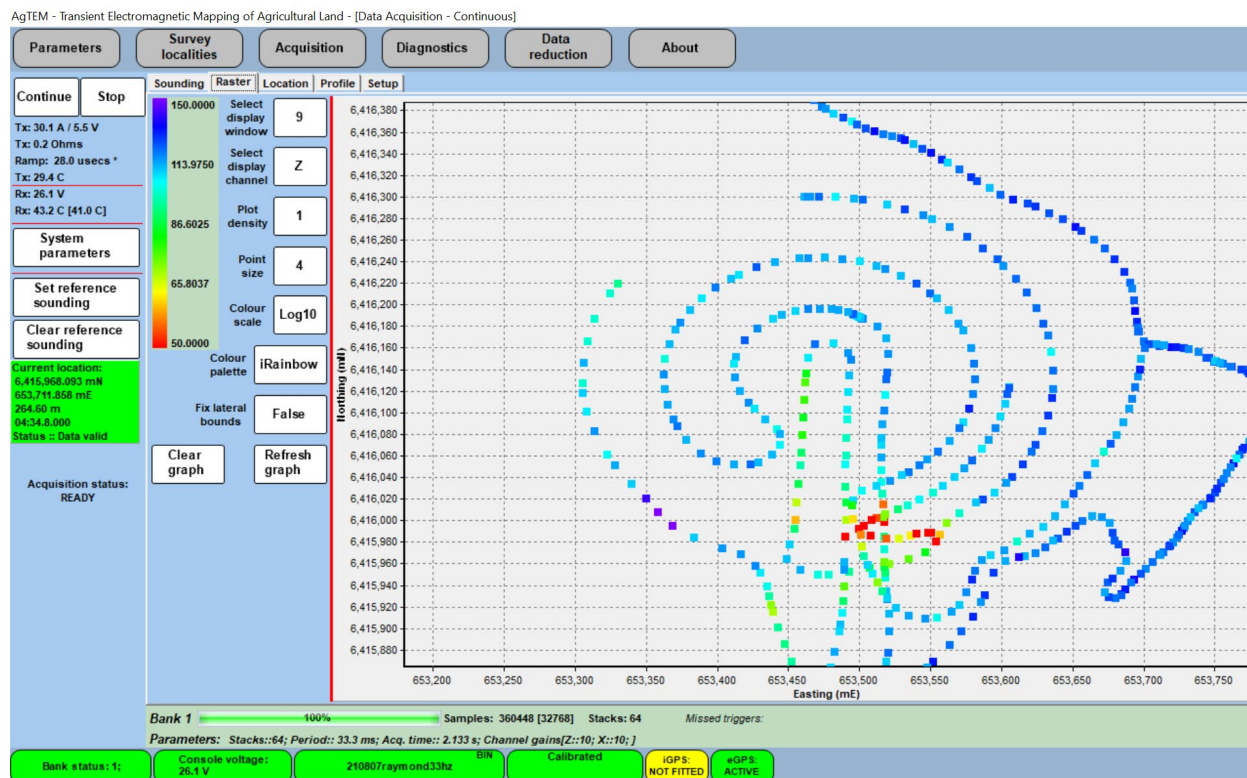 AgTEM - Transient Electromagnetic Mapping of Agricultural Land - [Data Acquisition - Continuous]
Parameters
Survey
localities
Acquisition
Diagnostics
Data
reduction
About
Continue
Stop
Tx: 30.1 A / 5.5 V
Tx: 0.2 Ohms
Ramp: 28.0 usecs *
Tx: 29.4 C
Rx: 26.1 V
Rx: 43.2 C [41.0 C]
System
parameters
Set reference
sounding
Clear reference
sounding
Current location:
6,415,968.093 mN
653,711.858 mE
264.60 m
04:34.8.000
Status :: Data valid
Acquisition status:
READY
Sounding
Raster
Location
Profile
Setup
150.0000
113.9750
86.6025
65.8037
50.0000
Select
display
window
9
Select
display
channel
Z
Plot
density
1
Point
size
4
Colour
scale
Log10
Colour
palette
iRainbow
Fix lateral
bounds
False
Clear
graph
Refresh
graph
Northing (mN)
6,416,380
6,416,360
6,416,340
6,416,320
6,416,300
6,416,280
6,416,260
6,416,240
6,416,220
6,416,200
6,416,180
6,416,160
6,416,140
6,416,120
6,416,100
6,416,080
6,416,060
6,416,040
6,416,020
6,416,000
6,415,980
6,415,960
6,415,940
6,415,920
6,415,900
6,415,880
653,200
653,250
653,300
653,350
653,400
653,450
653,500
653,550
653,600
653,650
653,700
653,750
Easting (mE)
Bank 1
100%
Samples: 360448 [32768]
Stacks: 64
Missed triggers:
Parameters: Stacks::64; Period:: 33.3 ms; Acq. time:: 2.133 s; Channel gains[Z::10; X::10; ]
Bank status: 1;
Console voltage:
26.1 V
BIN
210807raymond33hz
Calibrated
iGPS:
NOT FITTED
eGPS:
ACTIVE